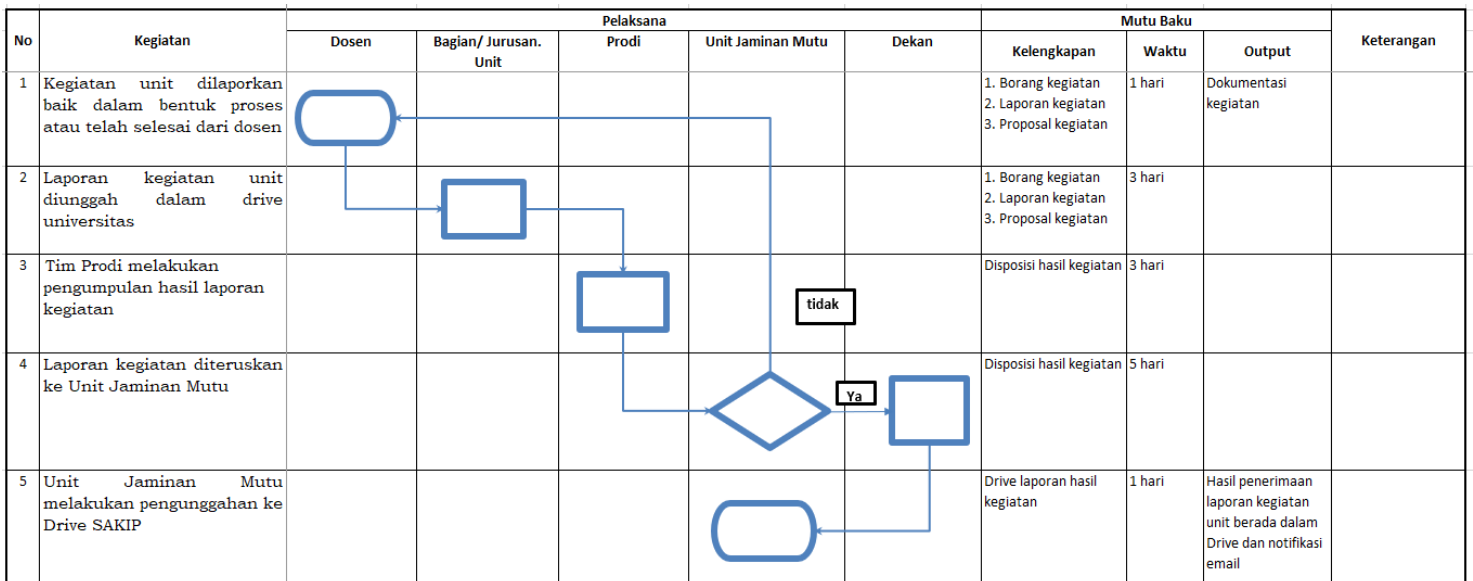 Pelaksana
Mutu Baku
No
Kegiatan
Dosen
Bagian/ Jurusan.
Unit
Prodi
Unit Jaminan Mutu
Dekan
Kelengkapan
Waktu
Output
Keterangan
1
Kegiatan unit dilaporkan
baik dalam bentuk proses
atau telah selesai dari dosen
1. Borang kegiatan
2. Laporan kegiatan
3. Proposal kegiatan
1 hari
Dokumentasi
kegiatan
2
Laporan kegiatan unit
diunggah dalam drive
universitas
1. Borang kegiatan
2. Laporan kegiatan
3. Proposal kegiatan
3 hari
3
Tim Prodi melakukan
pengumpulan hasil laporan
kegiatan
tidak
Disposisi hasil kegiatan
3 hari
4
Laporan kegiatan diteruskan
ke Unit Jaminan Mutu
Ya
Disposisi hasil kegiatan
5 hari
5
Unit Jaminan Mutu
melakukan pengunggahan ke
Drive SAKIP
Drive laporan hasil
kegiatan
1 hari
Hasil penerimaan
laporan kegiatan
unit berada dalam
Drive dan notifikasi
email